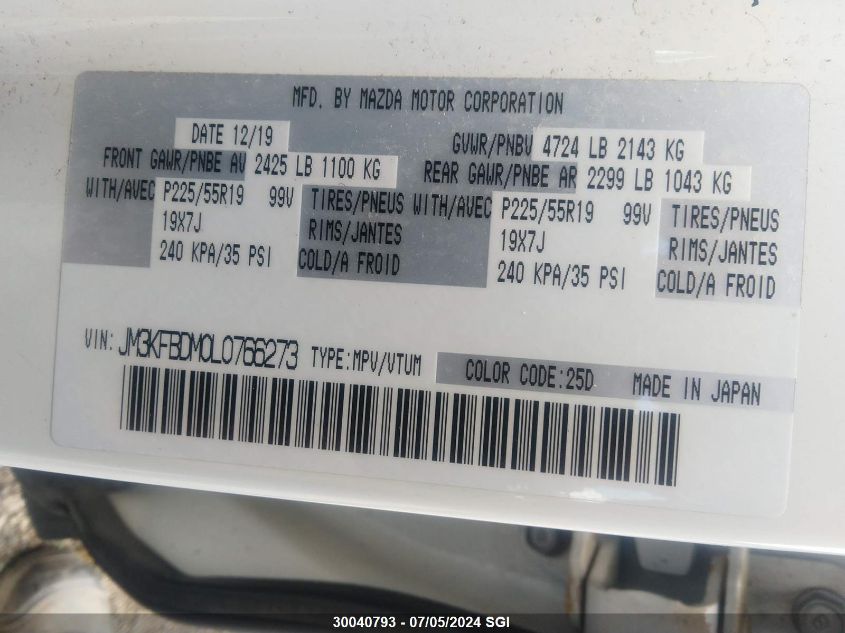 MFD. BY MAZDA MOTOR CORPORATION
DATE 12/19 GVWR/PNBV 4724 LB 2143 KG
FRONT GAWR/PNBE AV 2425 LB 1100 KG REAR GAWR/PNBE AR 2299 LB 1043 KG
WITH/AVEC P225/55R19 99V TIRES/PNEUS WITH/AVEC P225/55R19 99V TIRES/PNEUS
19X7J RIMS/JANTES 19X7J RIMS/JANTES
240 KPA/35 PSI COLD/A FROID 240 KPA/35 PSI COLD/A FROID
VIN: JM3KFBDM0L0766273 TYPE:MPV/VTUM COLOR CODE:25D MADE IN JAPAN
30040793 - 07/05/2024 SGI